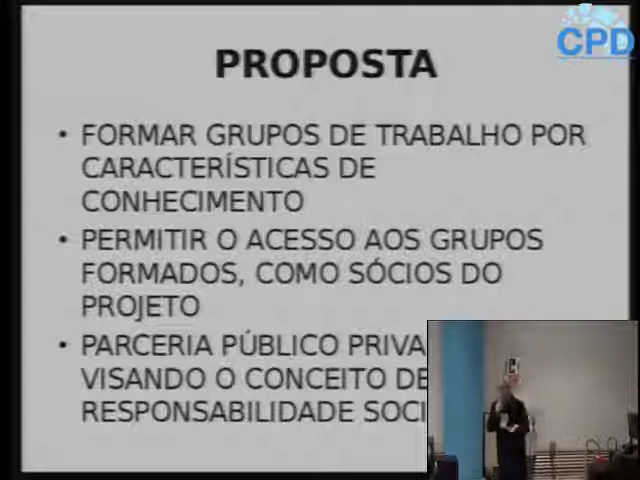 CPD
PROPOSTA
• FORMAR GRUPOS DE TRABALHO POR
CARACTERÍSTICAS DE
CONHECIMENTO
• PERMITIR O ACESSO AOS GRUPOS
FORMADOS, COMO SÓCIOS DO
PROJETO
• PARCERIA PÚBLICO PRIVA
VISANDO O CONCEITO DE
RESPONSABILIDADE SOCI